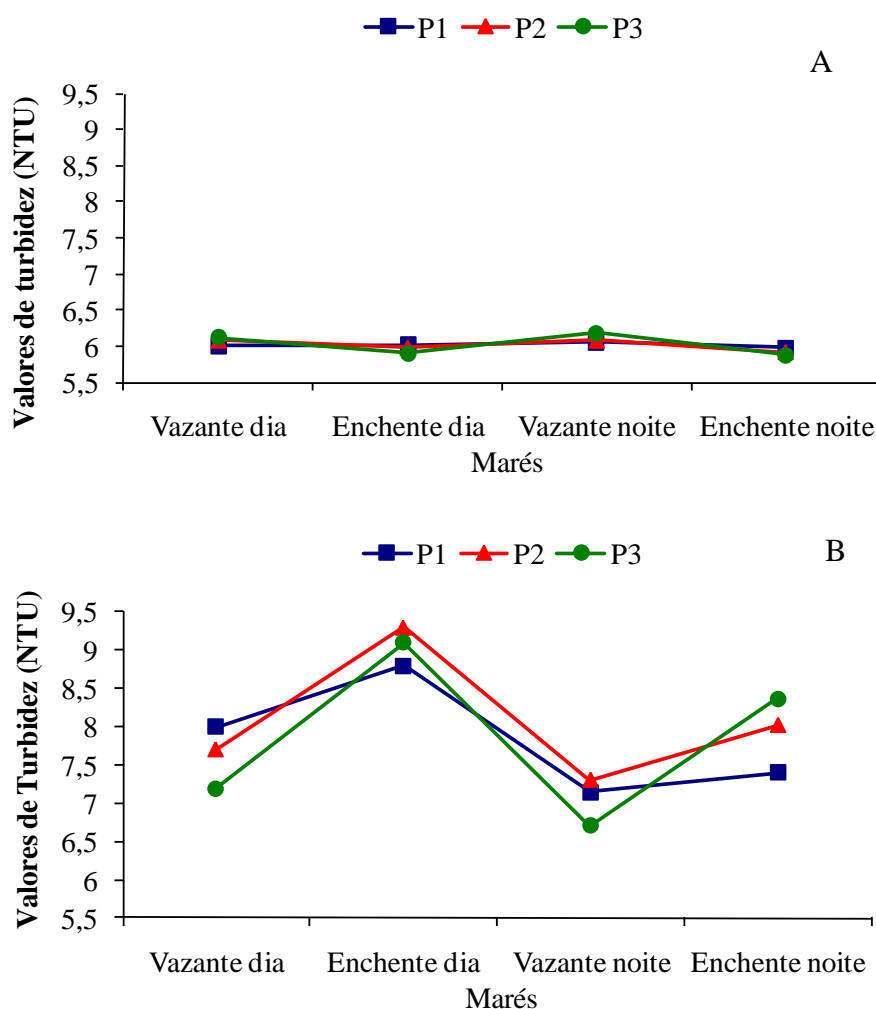 P1 P2 P3
A
Valores de turbidez (NTU)
9,5
9
8,5
8
7,5
7
6,5
6
5,5
Vazante dia Enchente dia Vazante noite Enchente noite
Marés
P1 P2 P3
B
Valores de Turbidez (NTU)
9,5
9
8,5
8
7,5
7
6,5
6
5,5
Vazante dia Enchente dia Vazante noite Enchente noite
Marés